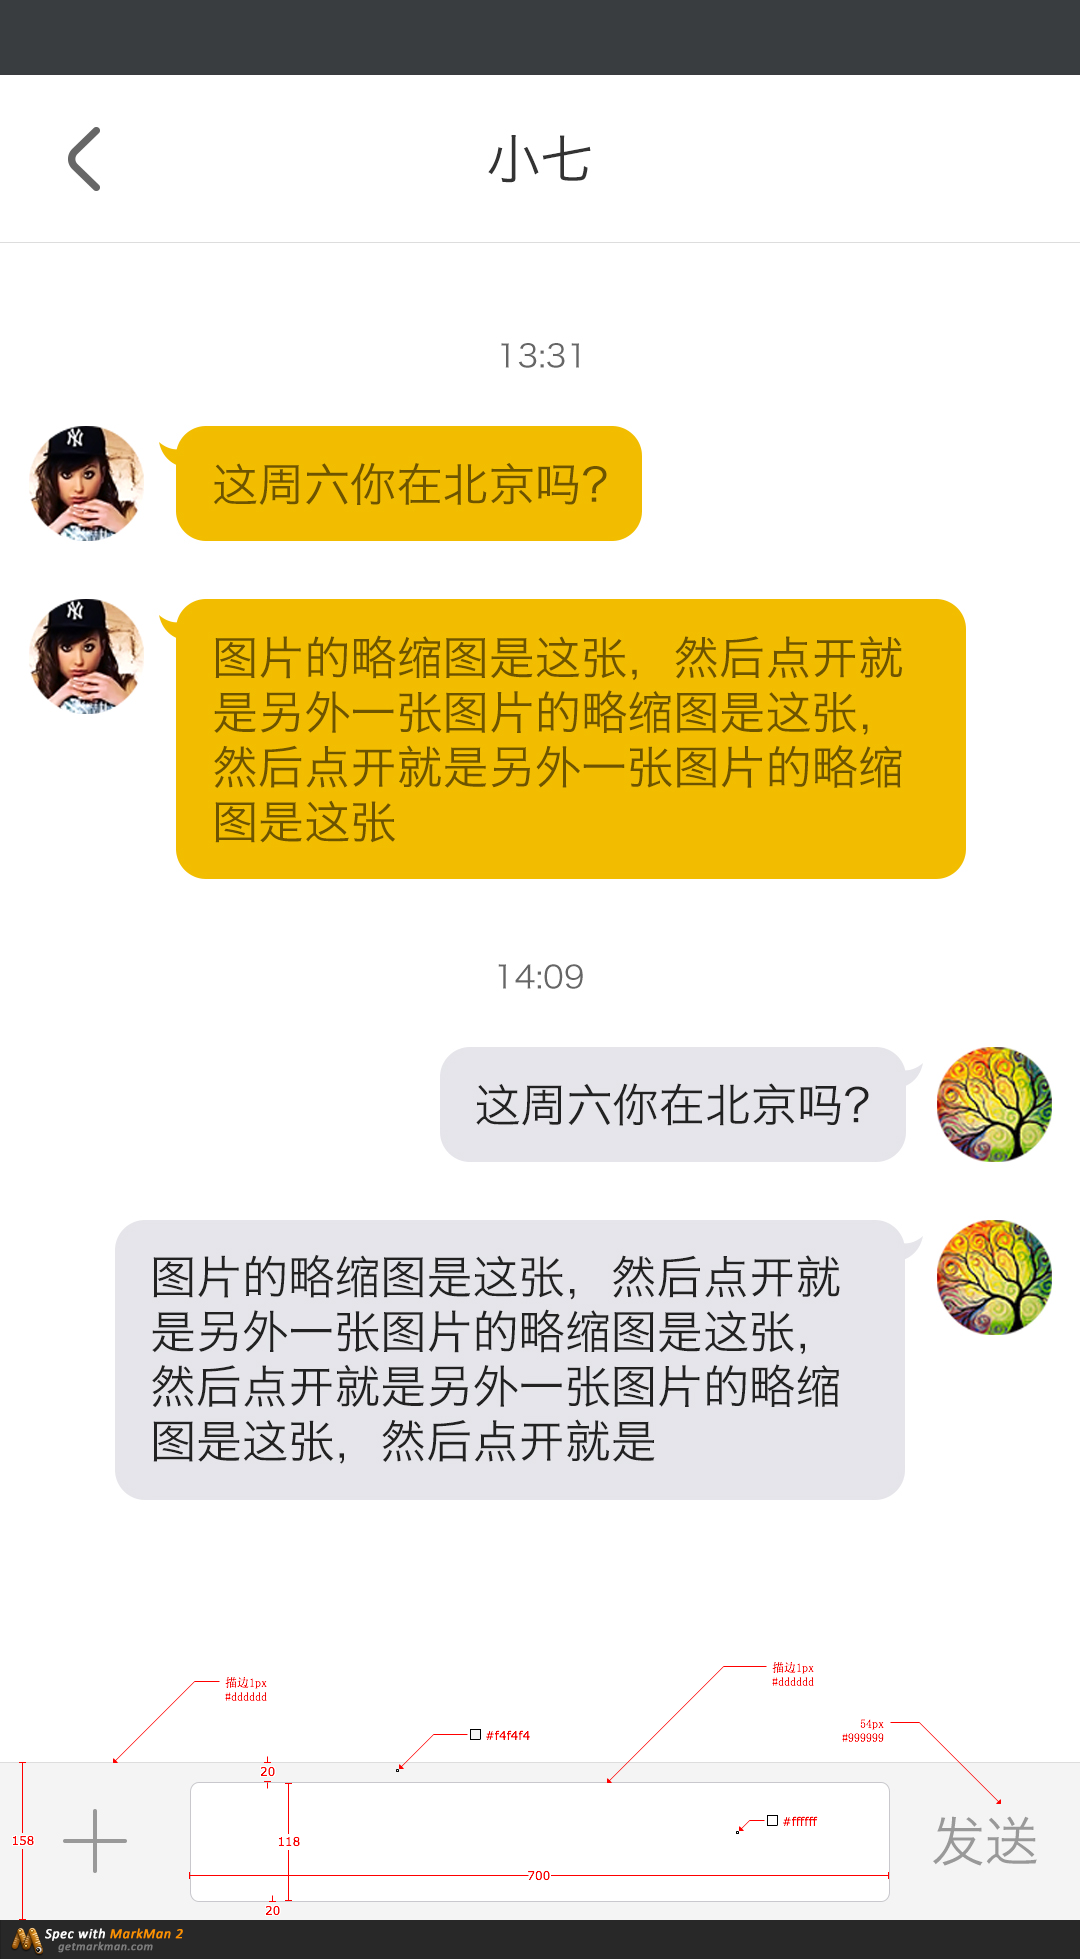 小七
13:31
这周六你在北京吗?
图片的略缩图是这张，然后点开就
是另外一张图片的略缩图是这张，
然后点开就是另外一张图片的略缩
图是这张
14:09
这周六你在北京吗?
图片的略缩图是这张，然后点开就
是另外一张图片的略缩图是这张，
然后点开就是另外一张图片的略缩
图是这张，然后点开就是
描边1px
#dddddd
描边1px
#dddddd
54px
#999999
#f4f4f4
20
158
118
#ffffff
700
20
发送
Spec with MarkMan 2
getmarkman.com